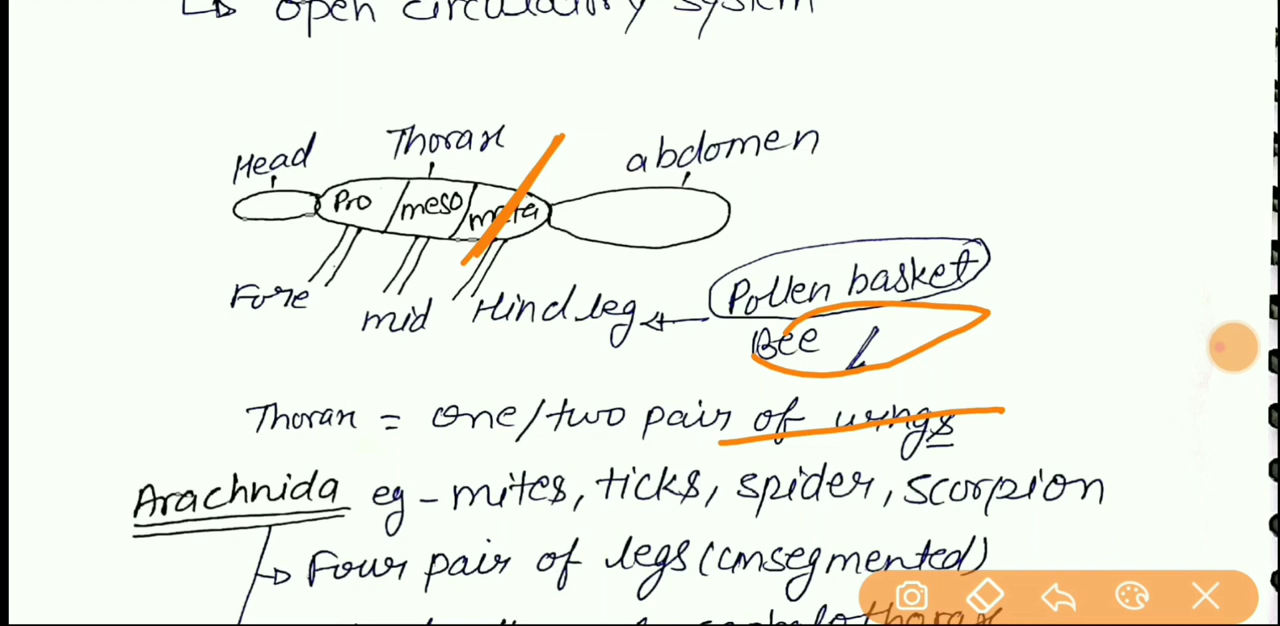 open circulatory system
Head Thorax abdomen
Pro meso meta
Fore mid Hind leg Pollen basket
Bee
Thorax = one/two pair of wings
Arachnida eg - mites, ticks, spider, scorpion
Four pair of legs (unsegmented)
cephalothorax